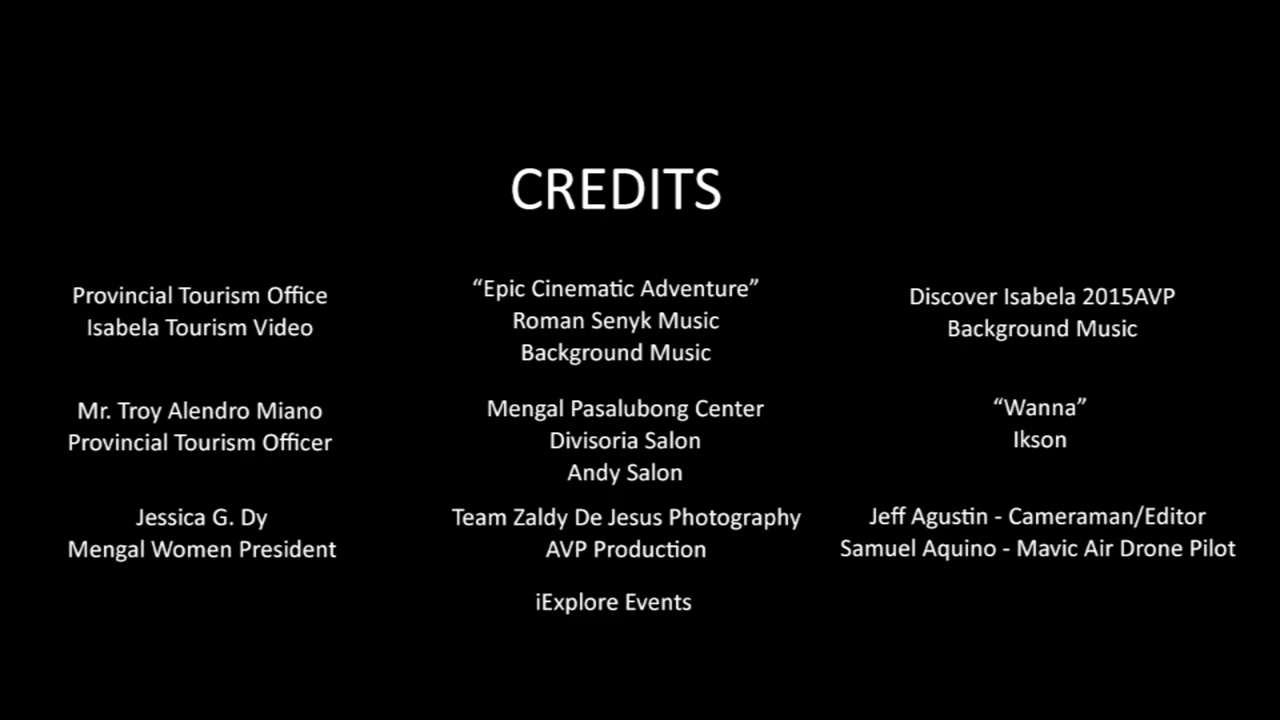 CREDITS
Provincial Tourism Office
Isabela Tourism Video
Mr. Troy Alendro Miano
Provincial Tourism Officer
Jessica G. Dy
Mengal Women President
“Epic Cinematic Adventure”
Roman Senyk Music
Background Music
Mengal Pasalubong Center
Divisoria Salon
Andy Salon
Team Zaldy De Jesus Photography
AVP Production
iExplore Events
Discover Isabela 2015AVP
Background Music
“Wanna”
Ikson
Jeff Agustin - Cameraman/Editor
Samuel Aquino - Mavic Air Drone Pilot